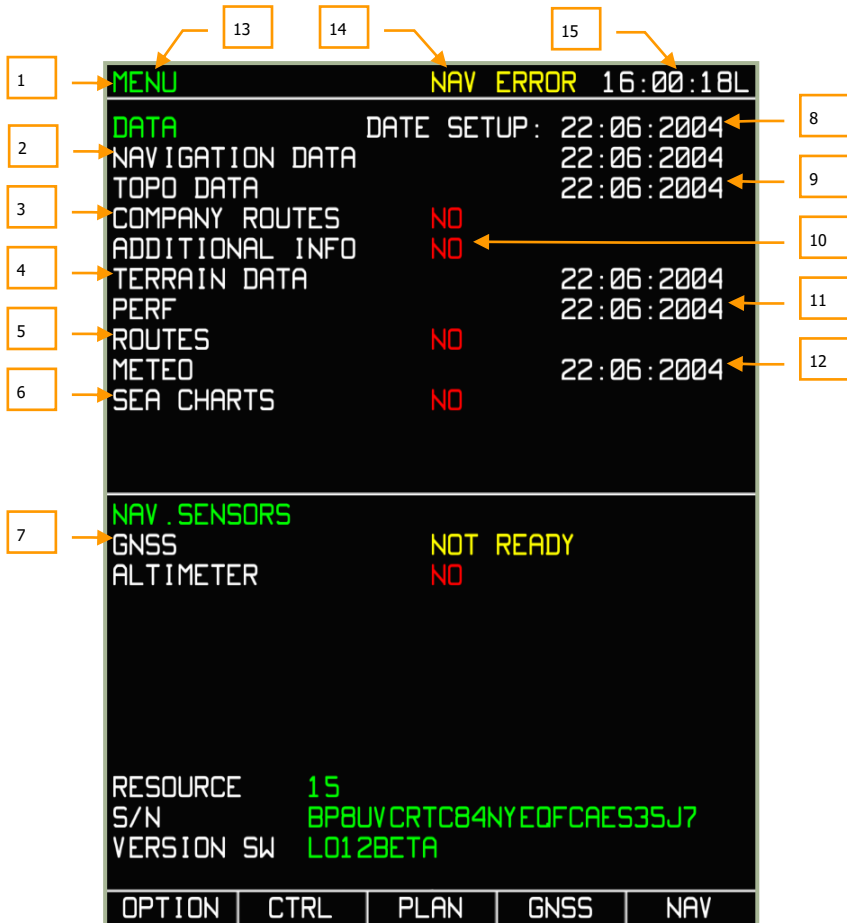 13 14 15
1 MENU NAV ERROR 16:00:18L
DATA DATE SETUP: 22:06:2004 8
2 NAVIGATION DATA 22:06:2004
TOPO DATA 22:06:2004 9
3 COMPANY ROUTES NO
ADDITIONAL INFO NO 10
4 TERRAIN DATA 22:06:2004
PERF 22:06:2004 11
5 ROUTES NO
METEO 22:06:2004 12
6 SEA CHARTS NO
NAV.SENSORS
7 GNSS NOT READY
ALTIMETER NO
RESOURCE 15
S/N BP8UVCRTC84NYEQFCAES35J7
VERSION SW L012BETA
OPTION CTRL PLAN GNSS NAV